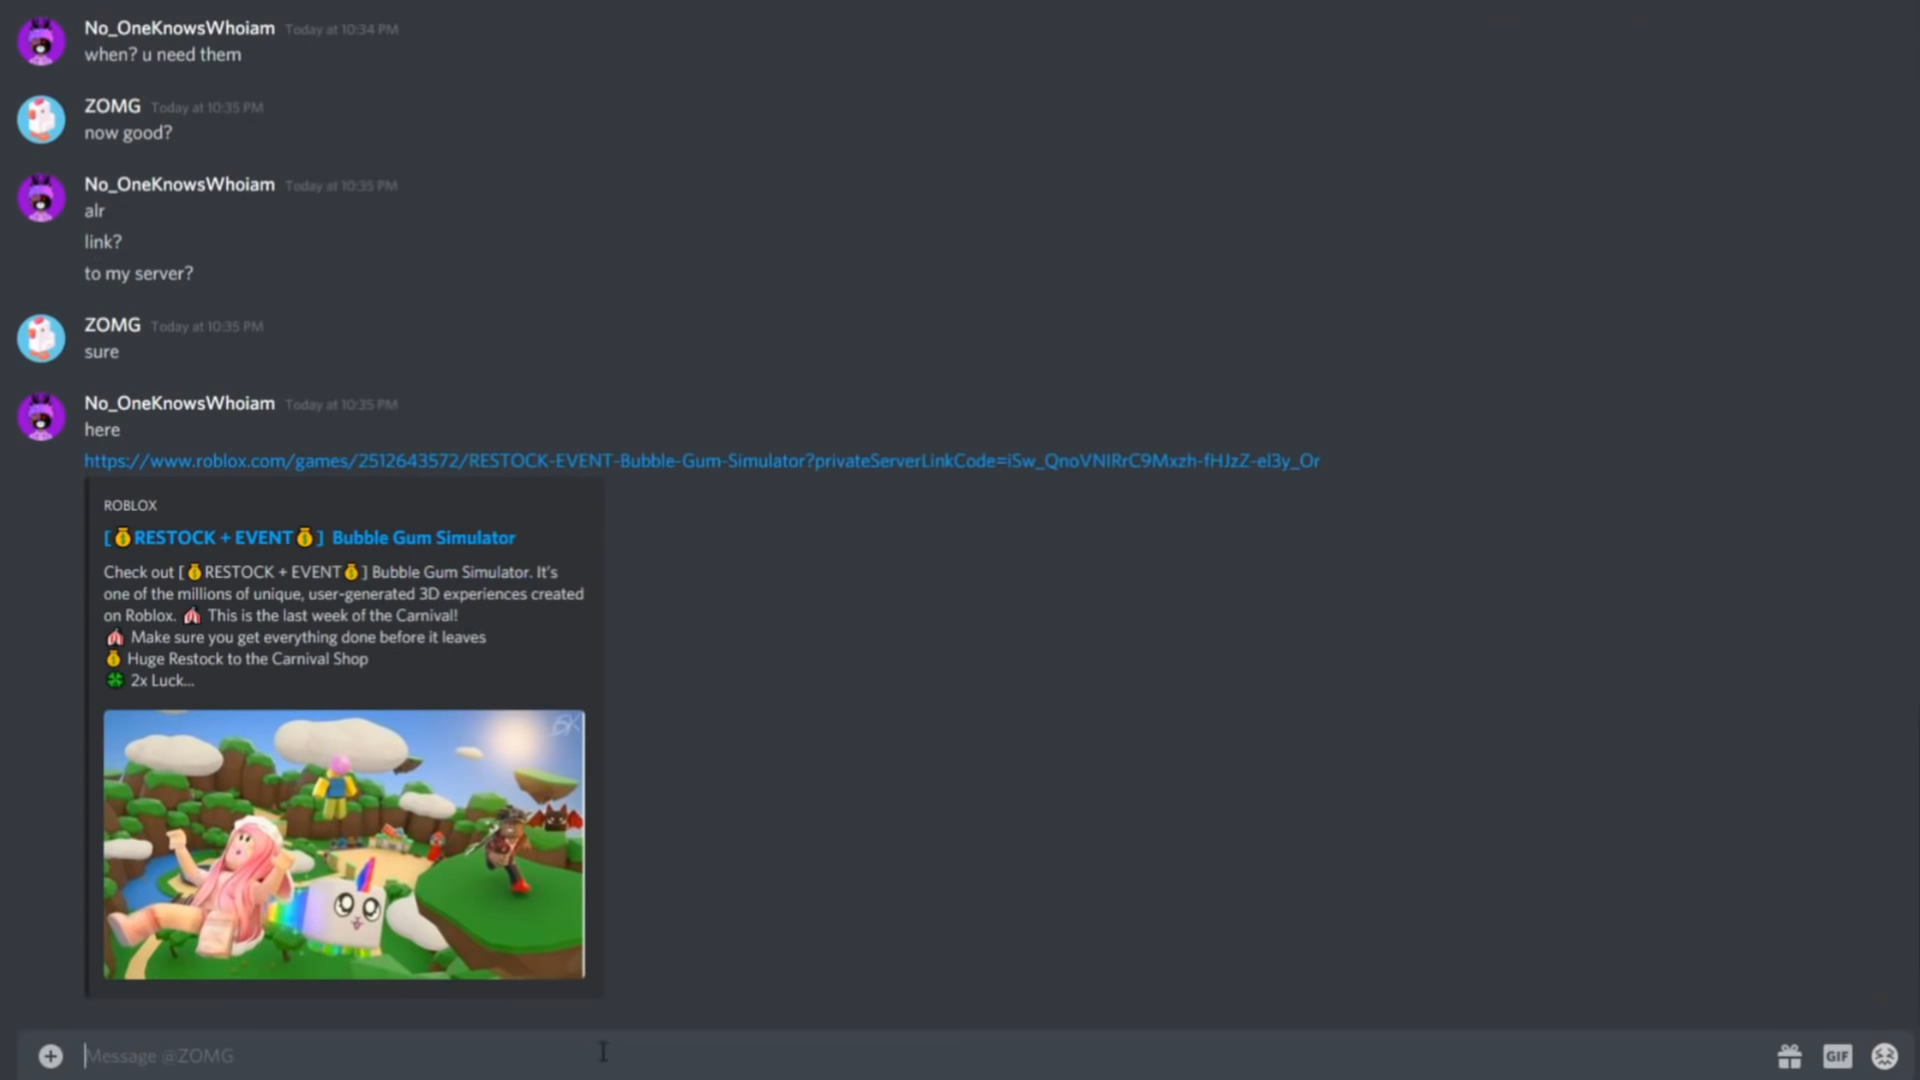 No_OneKnowsWhoiam Today at 10:34 PM
when? u need them
ZOMG Today at 10:35 PM
now good?
No_OneKnowsWhoiam Today at 10:35 PM
alr
link?
to my server?
ZOMG Today at 10:35 PM
sure
No_OneKnowsWhoiam Today at 10:35 PM
here
https://www.roblox.com/games/2512643572/RESTOCK-EVENT-Bubble-Gum-Simulator?privateServerLinkCode=iSw_QnoVNIRrC9Mxzh-fHJzZ-el3y_Or
ROBLOX
[💰RESTOCK + EVENT💰] Bubble Gum Simulator
Check out [💰RESTOCK + EVENT💰] Bubble Gum Simulator. It's
one of the millions of unique, user-generated 3D experiences created
on Roblox. 🎪 This is the last week of the Carnival!
🎪 Make sure you get everything done before it leaves
💰 Huge Restock to the Carnival Shop
🍀 2x Luck...
Message @ZOMG
GIF